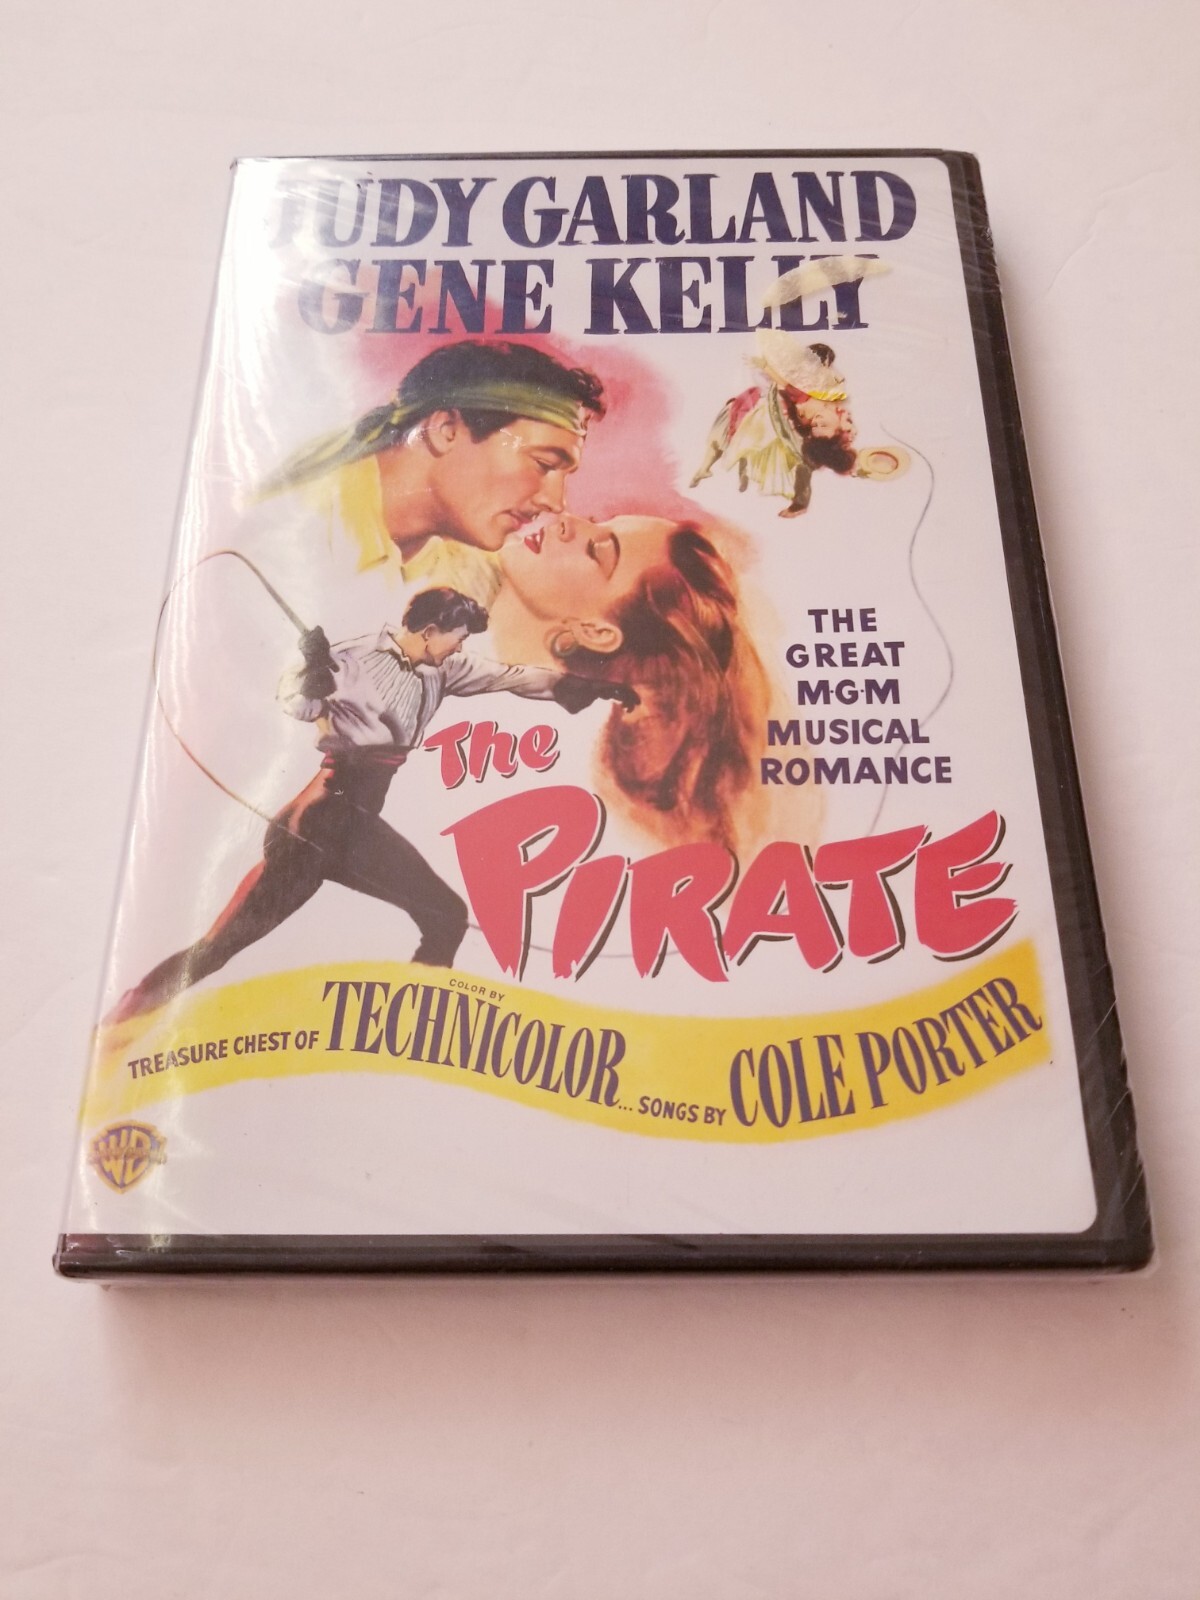 JUDY GARLAND
GENE KELLY
THE
GREAT
M·G·M
MUSICAL
ROMANCE
The
PIRATE
TREASURE CHEST OF COLOR BY TECHNICOLOR... SONGS BY COLE PORTER
WB